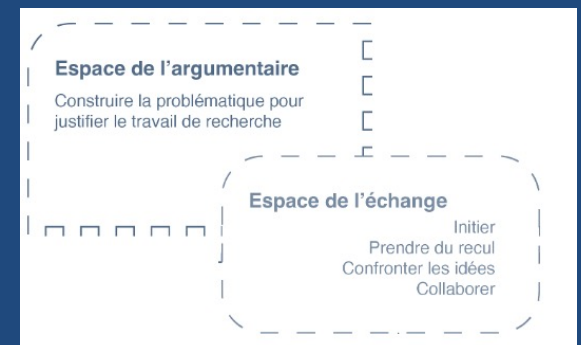 Espace de l'argumentaire
Construire la problématique pour
justifier le travail de recherche
Espace de l'échange
Initier
Prendre du recul
Confronter les idées
Collaborer